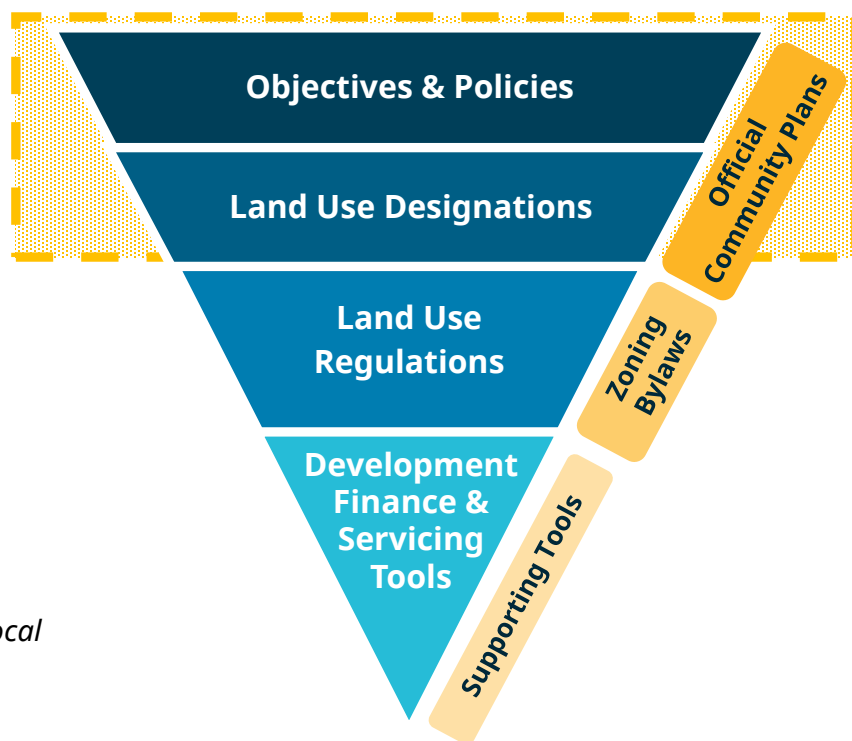 Objectives & Policies
Official
Community Plans
Land Use Designations
Land Use
Regulations
Zoning
Bylaws
Development
Finance &
Servicing
Tools
Supporting Tools